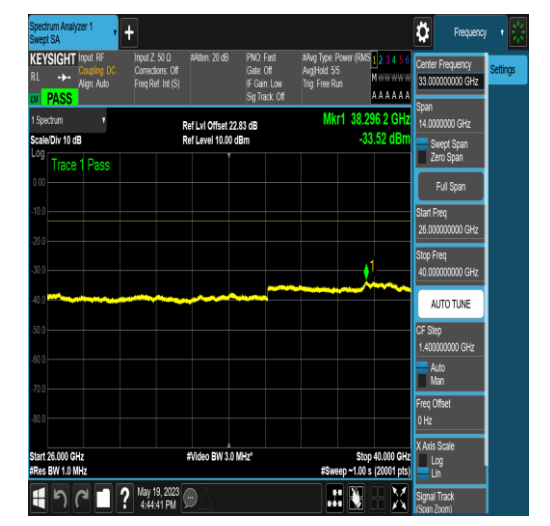 Spectrum Analyzer 1
Swept SA
+
Frequency
KEYSIGHT
RL
Input: RF
Coupling: DC
Align: Auto
Input Z: 50 Ω
Corrections: Off
Freq Ref: Int (S)
#Atten: 20 dB
PNO: Fast
Gate: Off
IF Gain: Low
Sig Track: Off
#Avg Type: Power (RMS
Avg|Hold: 5/5
Trig: Free Run
1 2 3 4 5 6
M W W W W W
A A A A A A
PASS
1 Spectrum
Scale/Div 10 dB
Ref Lvl Offset 22.83 dB
Ref Level 10.00 dBm
Mkr1 38.296 2 GHz
-33.52 dBm
Log
Trace 1 Pass
0.00
-10.0
-20.0
-30.0
-40.0
-50.0
-60.0
-70.0
-80.0
1
Start 26.000 GHz
#Res BW 1.0 MHz
#Video BW 3.0 MHz*
Stop 40.000 GHz
#Sweep ~1.00 s (20001 pts)
?
May 19, 2023
4:44:41 PM
Center Frequency
33.000000000 GHz
Settings
Span
14.0000000 GHz
Swept Span
Zero Span
Full Span
Start Freq
26.000000000 GHz
Stop Freq
40.000000000 GHz
AUTO TUNE
CF Step
1.400000000 GHz
Auto
Man
Freq Offset
0 Hz
X Axis Scale
Log
Lin
Signal Track
(Span Zoom)